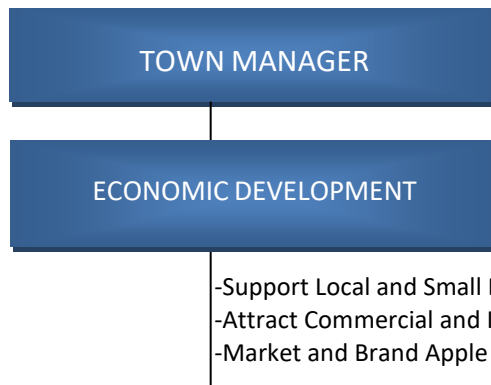 TOWN MANAGER
ECONOMIC DEVELOPMENT
-Support Local and Small
-Attract Commercial and
-Market and Brand Apple